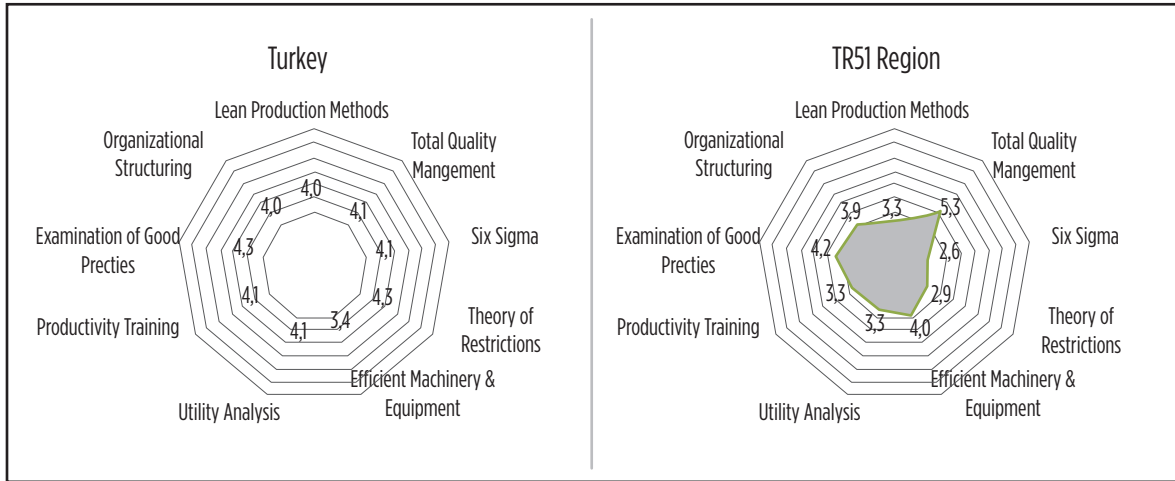 Turkey
Lean Production Methods
Total Quality
Mangement
Six Sigma
Theory of
Restrictions
Efficient Machinery &
Equipment
Utility Analysis
Productivity Training
Examination of Good
Precties
Organizational
Structuring
4,0
4,1
4,1
4,3
3,4
4,1
4,1
4,3
4,0
TR51 Region
Lean Production Methods
Total Quality
Mangement
Six Sigma
Theory of
Restrictions
Efficient Machinery &
Equipment
Utility Analysis
Productivity Training
Examination of Good
Precties
Organizational
Structuring
3,3
5,3
2,6
2,9
4,0
3,3
3,3
4,2
3,9